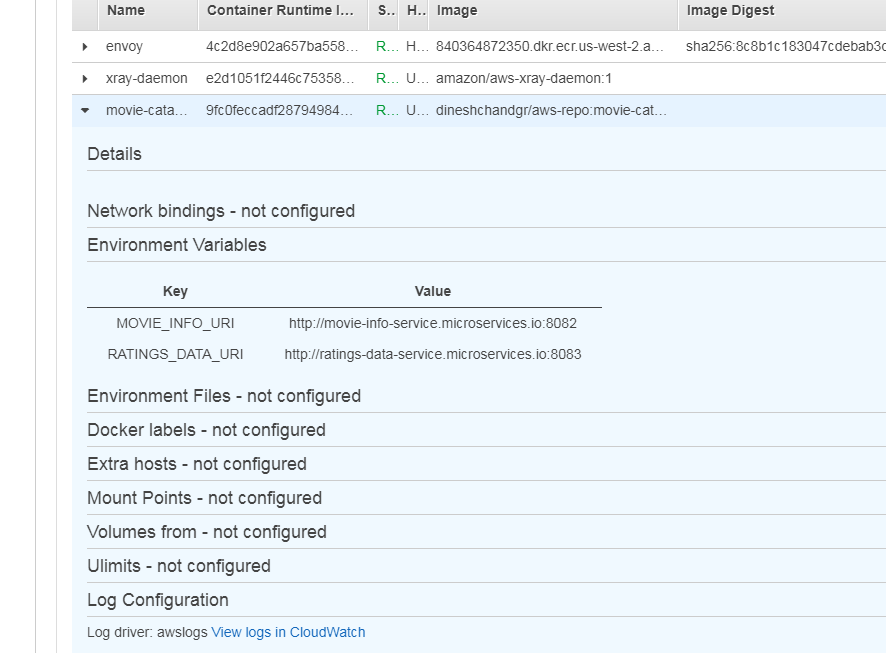 Name Container Runtime I... S.. H.. Image Image Digest
envoy 4c2d8e902a657ba558... R... H... 840364872350.dkr.ecr.us-west-2.a... sha256:8c8b1c183047cdebab3c
xray-daemon e2d1051f2446c75358... R... U... amazon/aws-xray-daemon:1
movie-cata... 9fc0feccadf28794984... R... U... dineshchandgr/aws-repo:movie-cat...
Details
Network bindings - not configured
Environment Variables
Key Value
MOVIE_INFO_URI http://movie-info-service.microservices.io:8082
RATINGS_DATA_URI http://ratings-data-service.microservices.io:8083
Environment Files - not configured
Docker labels - not configured
Extra hosts - not configured
Mount Points - not configured
Volumes from - not configured
Ulimits - not configured
Log Configuration
Log driver: awslogs View logs in CloudWatch